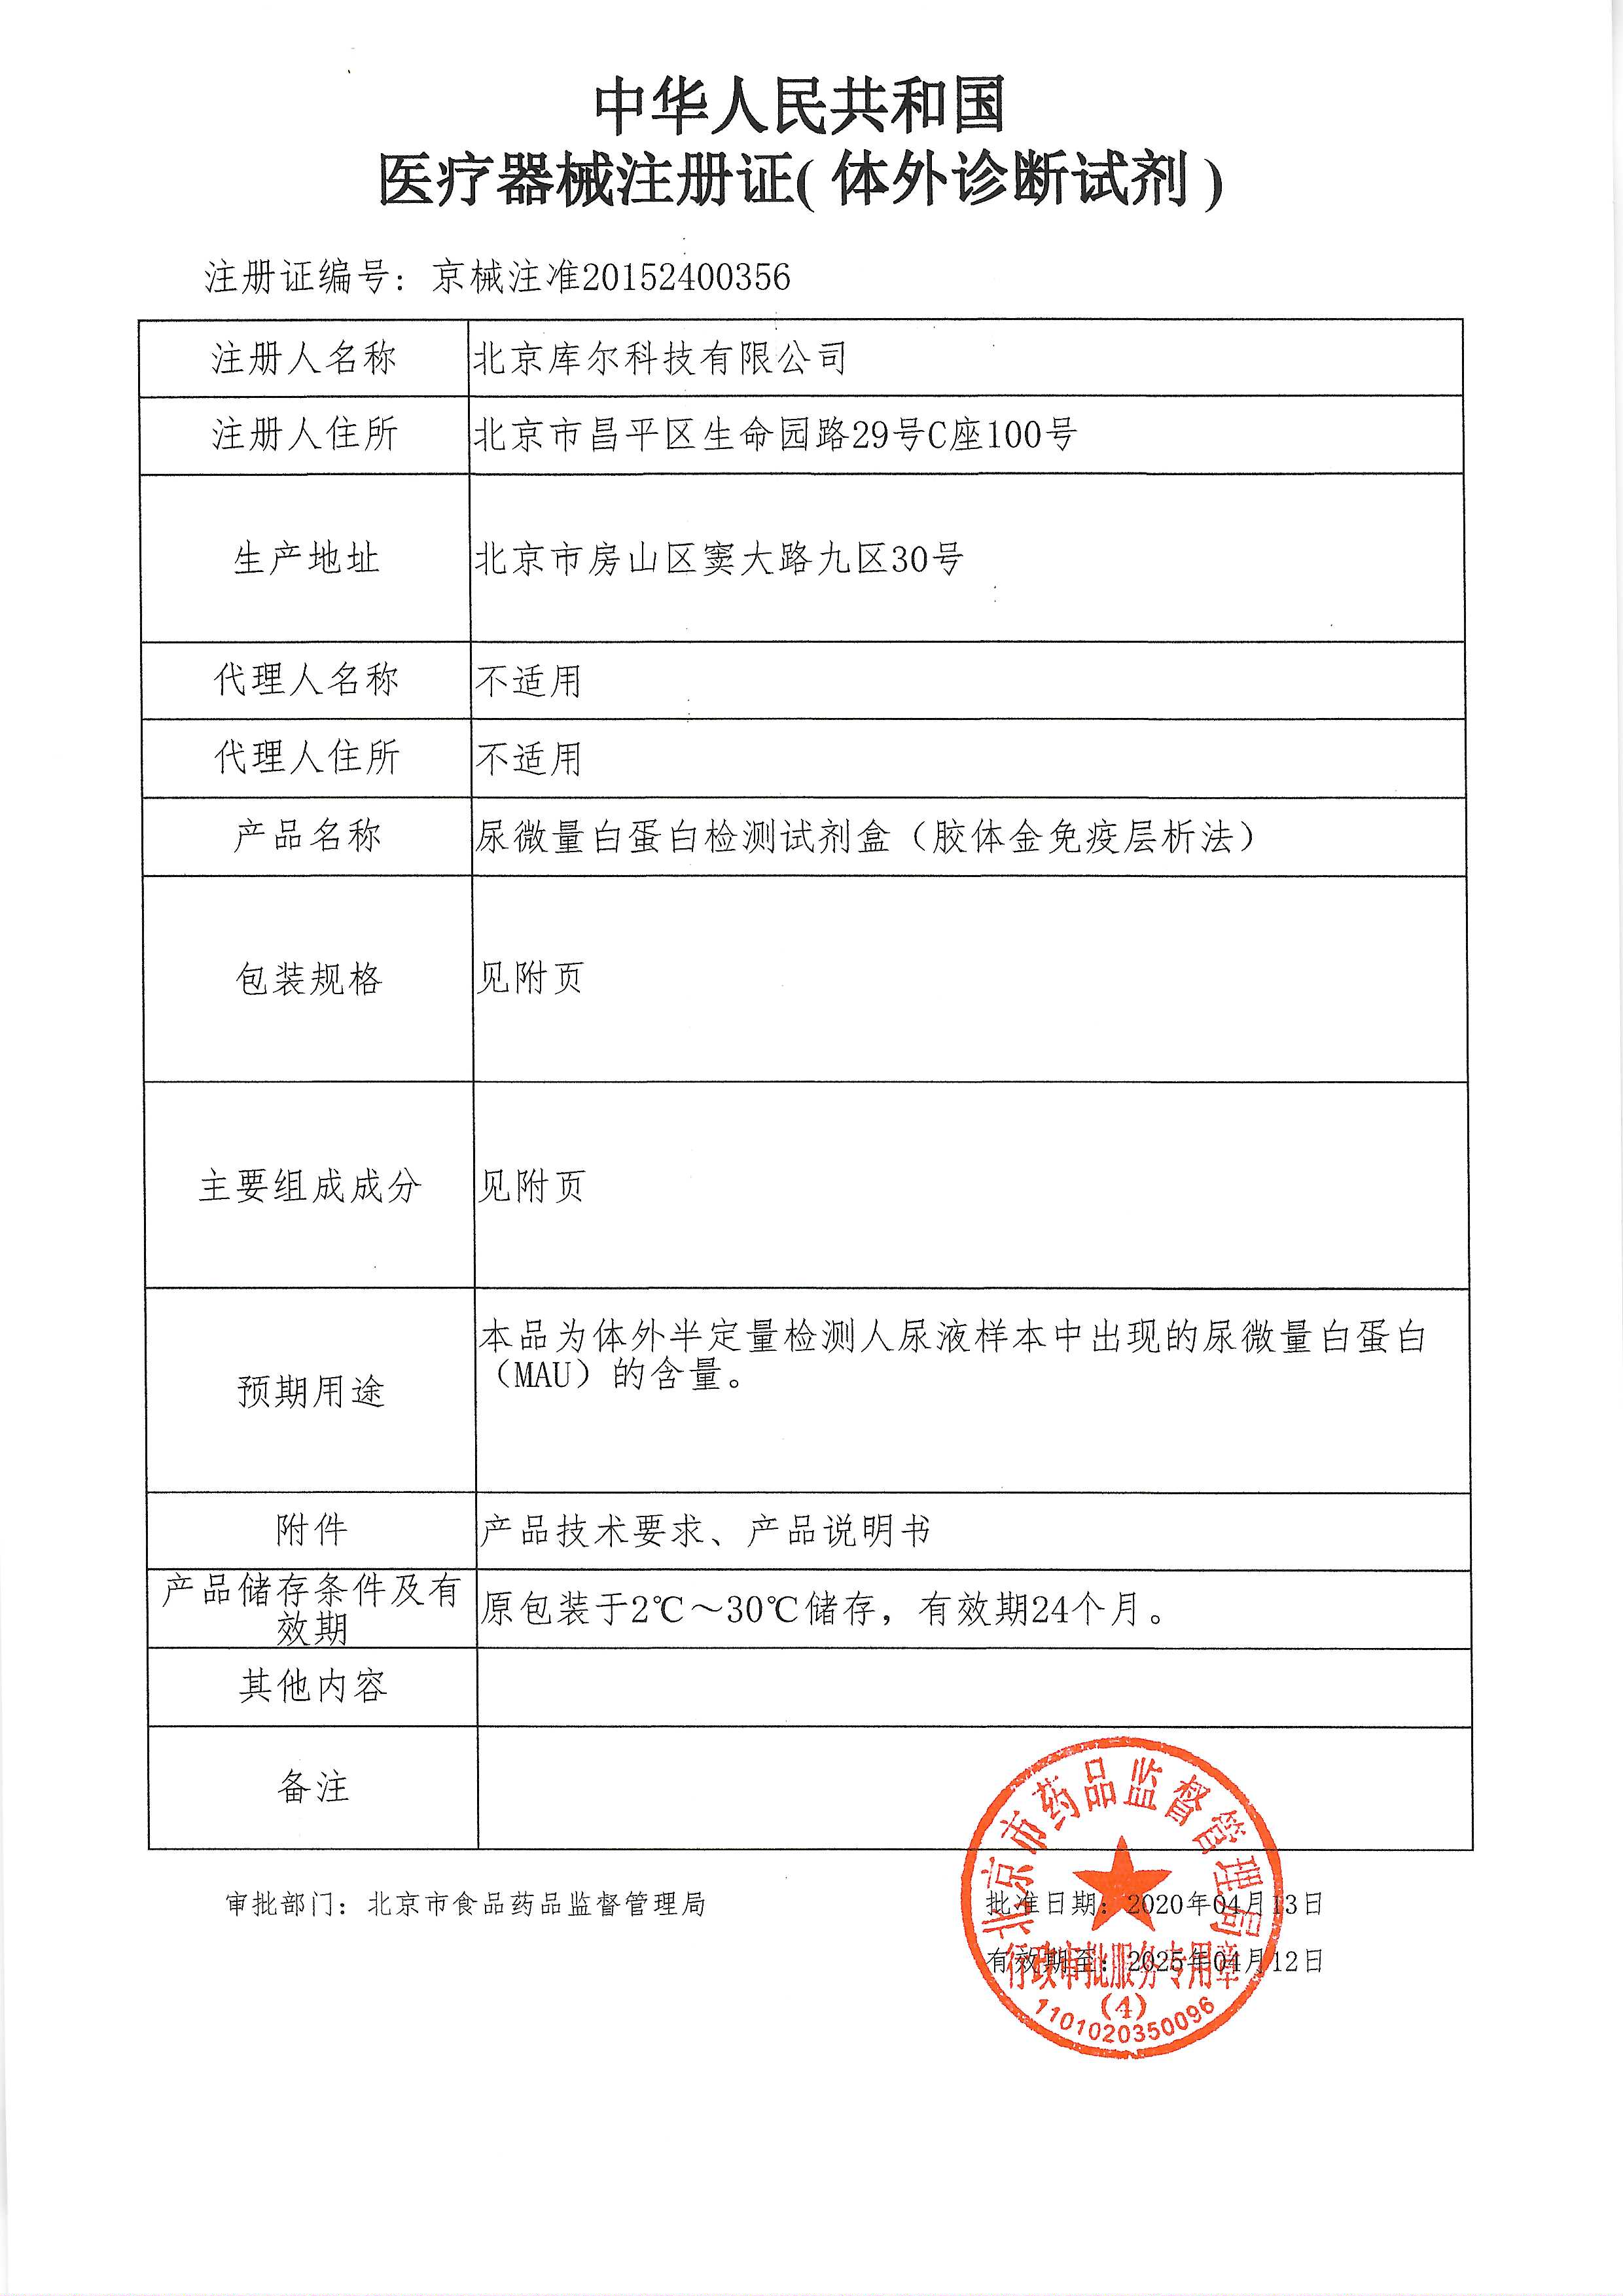 中华人民共和国
医疗器械注册证(体外诊断试剂)
注册证编号：京械注准20152400356
注册人名称 北京库尔科技有限公司
注册人住所 北京市昌平区生命园路29号C座100号
生产地址 北京市房山区窦大路九区30号
代理人名称 不适用
代理人住所 不适用
产品名称 尿微量白蛋白检测试剂盒（胶体金免疫层析法）
包装规格 见附页
主要组成成分 见附页
预期用途
本品为体外半定量检测人尿液样本中出现的尿微量白蛋白
（MAU）的含量。
附件 产品技术要求、产品说明书
产品储存条件及有
效期
原包装于2℃～30℃储存，有效期24个月。
其他内容
备注
审批部门：北京市食品药品监督管理局
批准日期：2020年04月13日
有效期至：2025年04月12日
北京市药品监督管理局
行政审批服务专用章
(4)
1101020350096